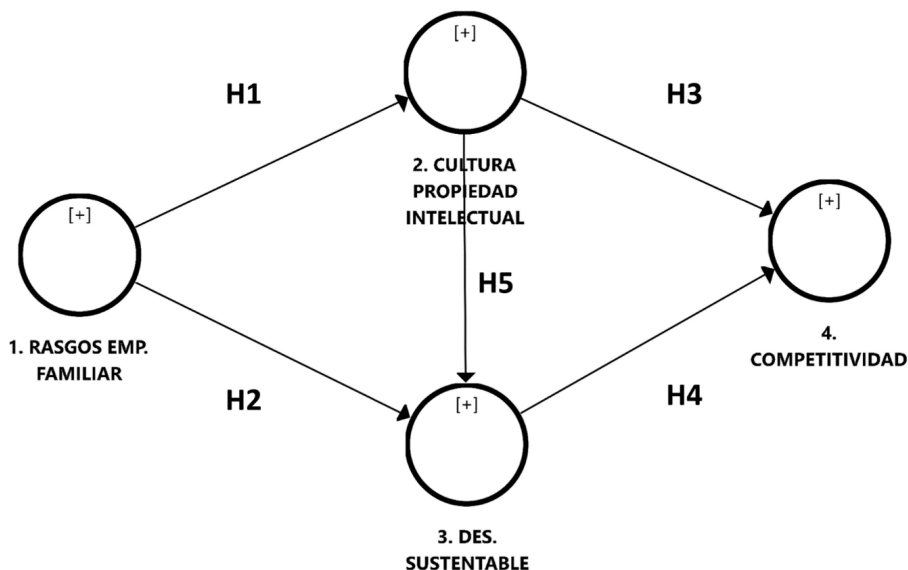 [+]
H1
H3
2. CULTURA
PROPIEDAD
INTELECTUAL
[+]
[+]
H5
1. RASGOS EMP.
FAMILIAR
4.
COMPETITIVIDAD
H2
H4
[+]
3. DES.
SUSTENTABLE